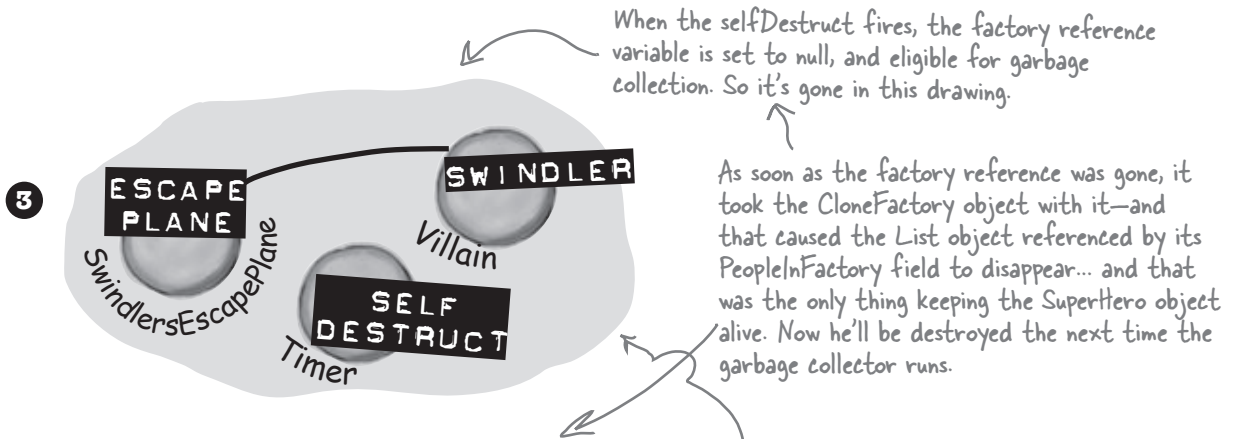 When the selfDestruct fires, the factory reference
variable is set to null, and eligible for garbage
collection. So it's gone in this drawing.
3
ESCAPE
PLANE
SwindlersEscapePlane
SWINDLER
Villain
SELF
DESTRUCT
Timer
As soon as the factory reference was gone, it
took the CloneFactory object with it—and
that caused the List object referenced by its
PeopleInFactory field to disappear... and that
was the only thing keeping the SuperHero object
alive. Now he'll be destroyed the next time the
garbage collector runs.